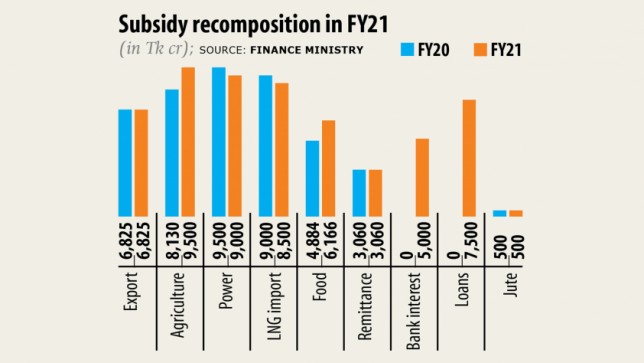 Subsidy recomposition in FY21
(in Tk cr); SOURCE: FINANCE MINISTRY
FY20
FY21
6,825
6,825
8,130
9,500
9,500
9,000
9,000
8,500
4,884
6,166
3,060
3,060
0
5,000
0
7,500
500
500
Export
Agriculture
Power
LNG import
Food
Remittance
Bank interest
Loans
Jute